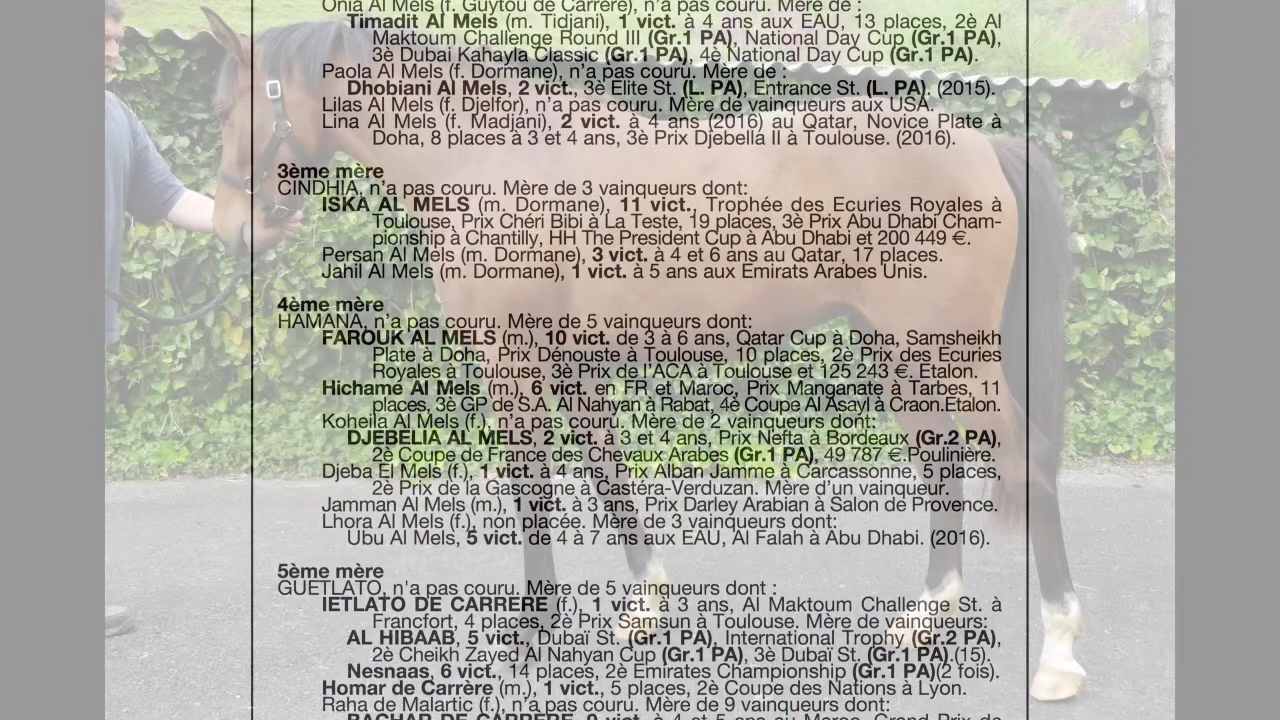 Onia Al Mels (f. Guytou de Carrère), n'a pas couru. Mère de :
Timadit Al Mels (m. Tidjani), 1 vict. à 4 ans aux EAU, 13 places, 2è Al
Maktoum Challenge Round III (Gr.1 PA), National Day Cup (Gr.1 PA),
3è Dubai Kahayla Classic (Gr.1 PA), 4è National Day Cup (Gr.1 PA).
Paola Al Mels (f. Dormane), n'a pas couru. Mère de :
Dhobiani Al Mels, 2 vict., 3è Elite St. (L. PA), Entrance St. (L. PA). (2015).
Lilas Al Mels (f. Djelfor), n'a pas couru. Mère de vainqueurs aux USA.
Lina Al Mels (f. Madjani), 2 vict. à 4 ans (2016) au Qatar, Novice Plate à
Doha, 8 places à 3 et 4 ans, 3è Prix Djebella II à Toulouse. (2016).
3ème mère
CINDHIA, n'a pas couru. Mère de 3 vainqueurs dont:
ISKA AL MELS (m. Dormane), 11 vict., Trophée des Ecuries Royales à
Toulouse, Prix Chéri Bibi à La Teste, 19 places, 3è Prix Abu Dhabi Cham-
pionship à Chantilly, HH The President Cup à Abu Dhabi et 200 449 €.
Persan Al Mels (m. Dormane), 3 vict. à 4 et 6 ans au Qatar, 17 places.
Jahil Al Mels (m. Dormane), 1 vict. à 5 ans aux Emirats Arabes Unis.
4ème mère
HAMANA, n'a pas couru. Mère de 5 vainqueurs dont:
FAROUK AL MELS (m.), 10 vict. de 3 à 6 ans, Qatar Cup à Doha, Samsheikh
Plate à Doha, Prix Dénouste à Toulouse, 10 places, 2è Prix des Ecuries
Royales à Toulouse, 3è Prix de l'ACA à Toulouse et 125 243 €. Etalon.
Hichame Al Mels (m.), 6 vict. en FR et Maroc, Prix Manganate à Tarbes, 11
places, 3è GP de S.A. Al Nahyan à Rabat, 4è Coupe Al Asayl à Craon.Etalon.
Koheila Al Mels (f.), n'a pas couru. Mère de 2 vainqueurs dont:
DJEBELIA AL MELS, 2 vict. à 3 et 4 ans, Prix Nefta à Bordeaux (Gr.2 PA),
2è Coupe de France des Chevaux Arabes (Gr.1 PA), 49 787 €.Poulinière.
Djeba El Mels (f.), 1 vict. à 4 ans, Prix Alban Jamme à Carcassonne, 5 places,
2è Prix de la Gascogne à Castéra-Verduzan. Mère d'un vainqueur.
Jamman Al Mels (m.), 1 vict. à 3 ans, Prix Darley Arabian à Salon de Provence.
Lhora Al Mels (f.), non placée. Mère de 3 vainqueurs dont:
Ubu Al Mels, 5 vict. de 4 à 7 ans aux EAU, Al Falah à Abu Dhabi. (2016).
5ème mère
GUETLATO, n'a pas couru. Mère de 5 vainqueurs dont :
IETLATO DE CARRERE (f.), 1 vict. à 3 ans, Al Maktoum Challenge St. à
Francfort, 4 places, 2è Prix Samsun à Toulouse. Mère de vainqueurs:
AL HIBAAB, 5 vict., Dubaï St. (Gr.1 PA), International Trophy (Gr.2 PA),
2è Cheikh Zayed Al Nahyan Cup (Gr.1 PA), 3è Dubaï St. (Gr.1 PA).(15).
Nesnaas, 6 vict., 14 places, 2è Emirates Championship (Gr.1 PA)(2 fois).
Homar de Carrère (m.), 1 vict., 5 places, 2è Coupe des Nations à Lyon.
Raha de Malartic (f.), n'a pas couru. Mère de 9 vainqueurs dont:
BACHAR DE CARRERE, 9 vict. à 4 et 5 ans au Maroc, Grand Prix de